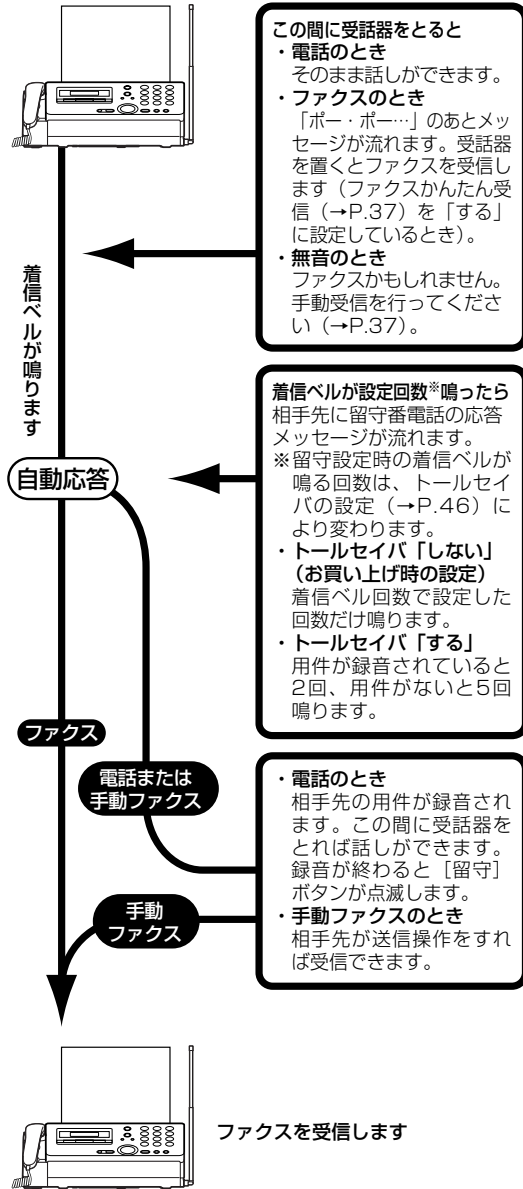 この間に受話器をとると
・電話のとき
そのまま話しができます。
・ファクスのとき
「ポー・ポー…」のあとメッ
セージが流れます。受話器
を置くとファクスを受信し
ます（ファクスかんたん受
信（→P.37）を「する」
に設定しているとき）。
・無音のとき
ファクスかもしれません。
手動受信を行ってくださ
い（→P.37）。
着信ベルが鳴ります
着信ベルが設定回数※鳴ったら
相手先に留守番電話の応答
メッセージが流れます。
※留守設定時の着信ベルが
鳴る回数は、トールセイ
バの設定（→P.46）に
より変わります。
・トールセイバ「しない」
（お買い上げ時の設定）
着信ベル回数で設定した
回数だけ鳴ります。
・トールセイバ「する」
用件が録音されていると
2回、用件がないと5回
鳴ります。
自動応答
ファクス
電話または
手動ファクス
・電話のとき
相手先の用件が録音され
ます。この間に受話器を
とれば話しができます。
録音が終わると［留守］
ボタンが点滅します。
・手動ファクスのとき
相手先が送信操作をすれ
ば受信できます。
手動
ファクス
ファクスを受信します